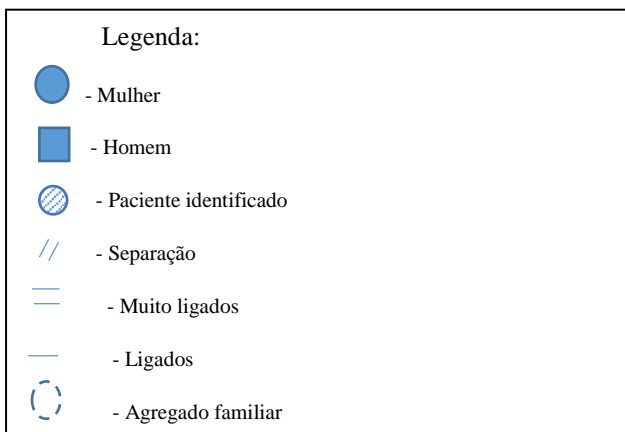 Legenda:
- Mulher
- Homem
- Paciente identificado
- Separação
- Muito ligados
- Ligados
- Agregado familiar